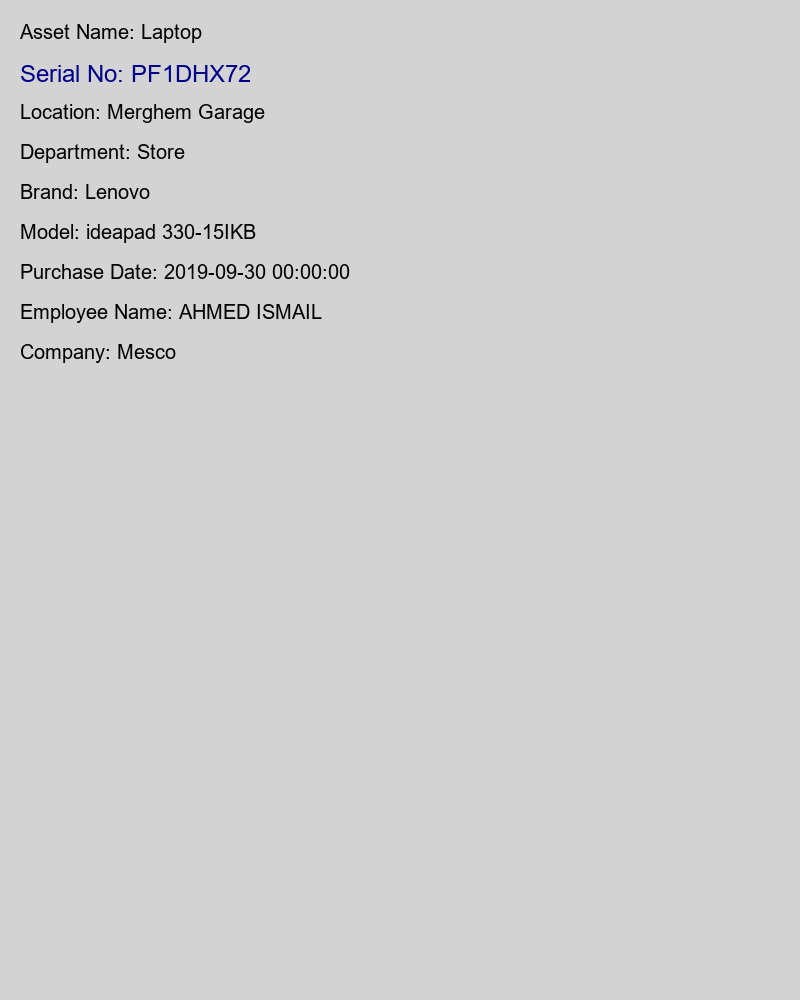 Asset Name: Laptop
Serial No: PF1DHX72
Location: Merghem Garage
Department: Store
Brand: Lenovo
Model: ideapad 330-15IKB
Purchase Date: 2019-09-30 00:00:00
Employee Name: AHMED ISMAIL
Company: Mesco